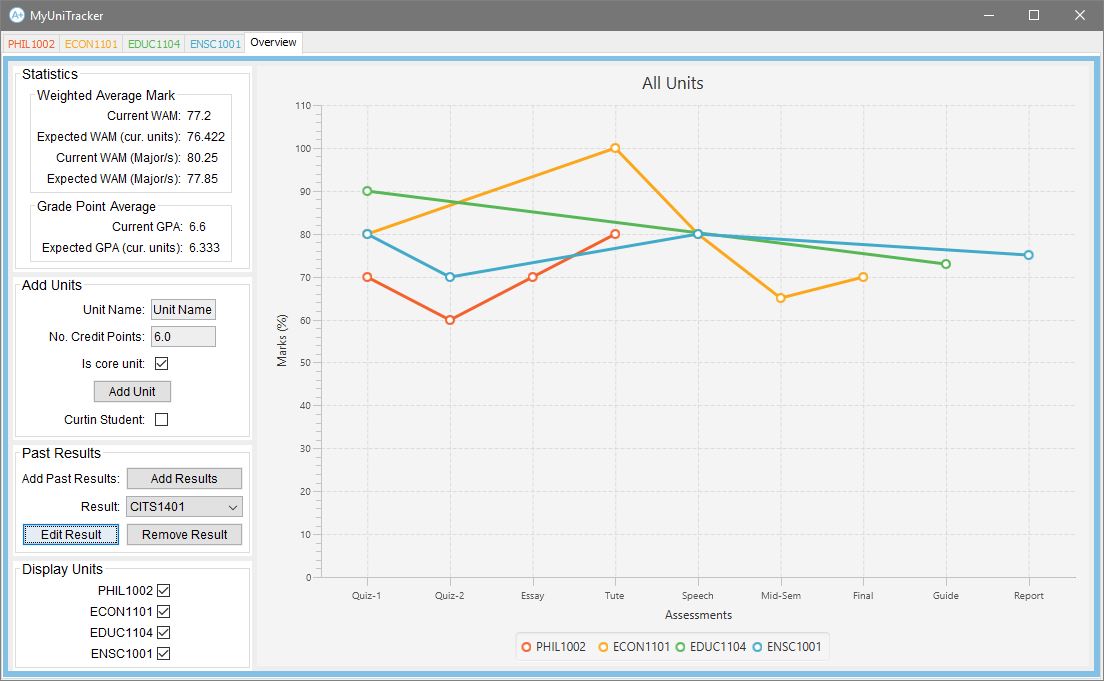 A+ MyUniTracker
PHIL1002 ECON1101 EDUC1104 ENSC1001 Overview
Statistics
Weighted Average Mark
Current WAM: 77.2
Expected WAM (cur. units): 76.422
Current WAM (Major/s): 80.25
Expected WAM (Major/s): 77.85
Grade Point Average
Current GPA: 6.6
Expected GPA (cur. units): 6.333
Add Units
Unit Name: Unit Name
No. Credit Points: 6.0
Is core unit:
Add Unit
Curtin Student:
Past Results
Add Past Results: Add Results
Result: CITS1401
Edit Result Remove Result
Display Units
PHIL1002
ECON1101
EDUC1104
ENSC1001
All Units
Marks (%)
110
100
90
80
70
60
50
40
30
20
10
0
Quiz-1 Quiz-2 Essay Tute Speech Mid-Sem Final Guide Report
Assessments
PHIL1002 ECON1101 EDUC1104 ENSC1001